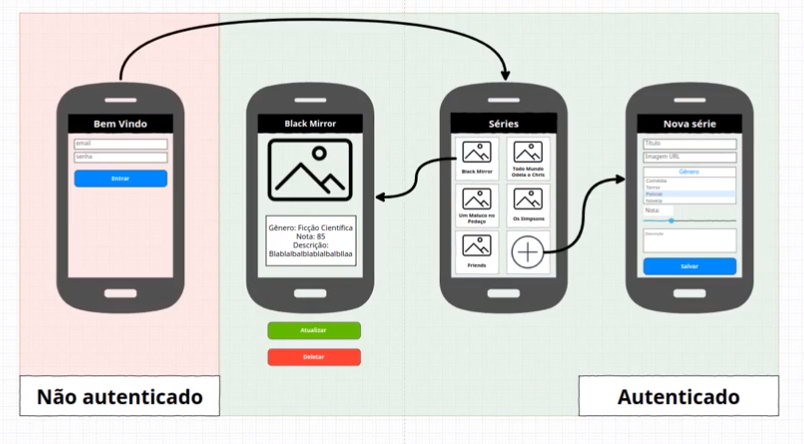 Bem Vindo
email
senha
Entrar
Black Mirror
Gênero: Ficção Científica
Nota: 85
Descrição:
Blablalbalblablalbalbllaa
Atualizar
Deletar
Séries
Black Mirror
Todo Mundo
Odeia o Chris
Um Maluco no
Pedaço
Os Simpsons
Friends
Nova série
Título
Imagem URL
Gênero
Comédia
Terror
Policial
Novela
Nota:
Descrição
Salvar
Não autenticado
Autenticado